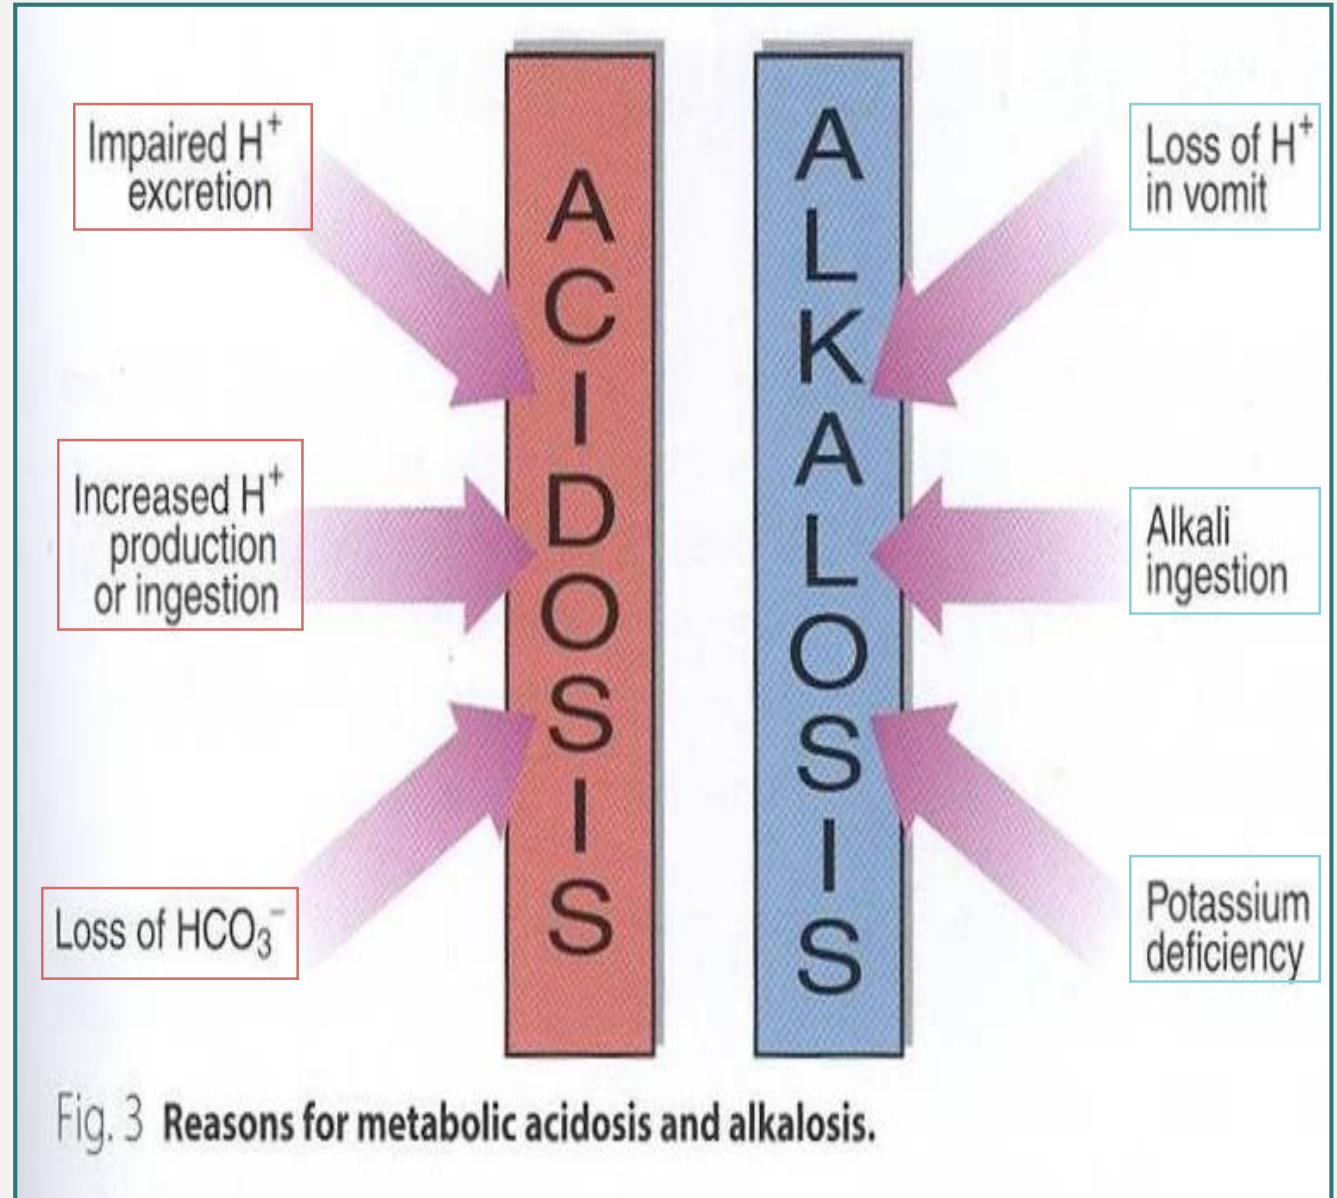 Impaired H⁺
excretion
Increased H⁺
production
or ingestion
Loss of HCO₃⁻
ACIDOSIS
ALKALOSIS
Loss of H⁺
in vomit
Alkali
ingestion
Potassium
deficiency
Fig. 3 Reasons for metabolic acidosis and alkalosis.